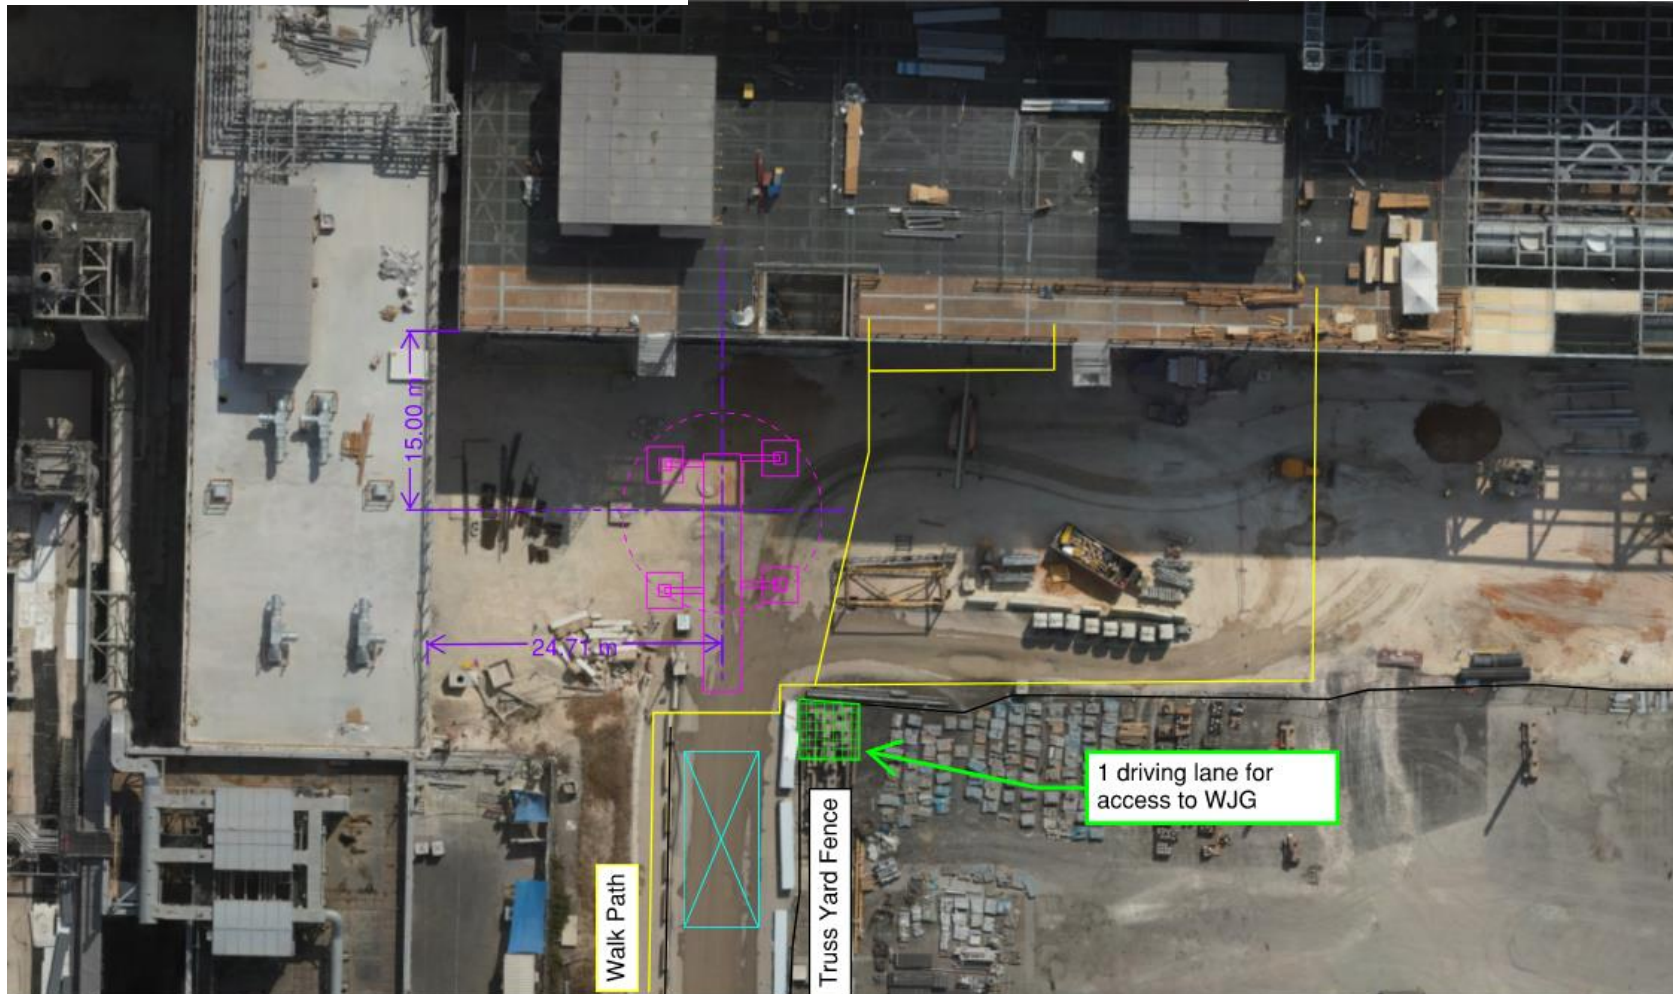 15.00 m
24.71 m
1 driving lane for
access to WJG
Walk Path
Truss Yard Fence